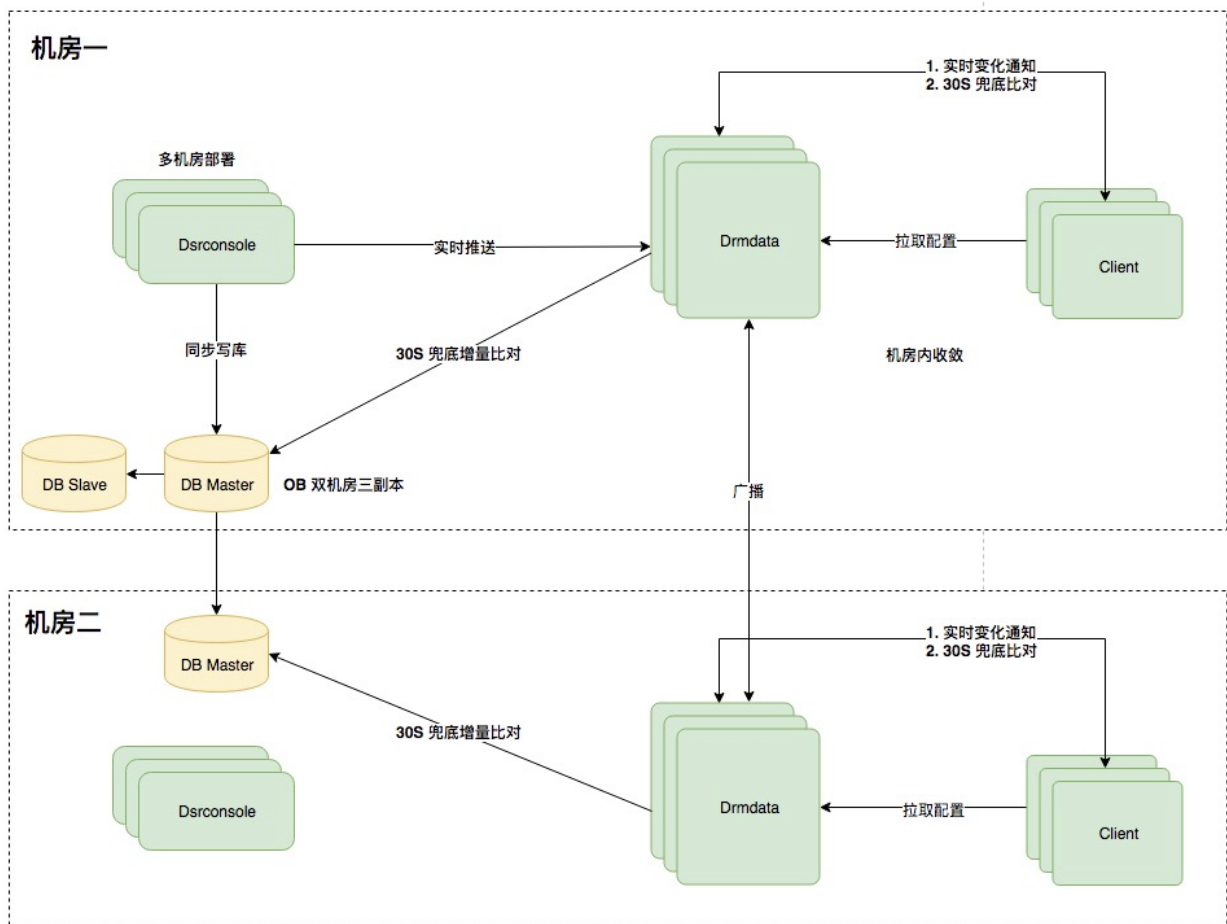 机房一
1. 实时变化通知
2. 30S 兜底比对
多机房部署
Dsrconsole
实时推送
Drmdata
拉取配置
Client
同步写库
30S 兜底增量比对
机房内收敛
DB Slave
DB Master
OB 双机房三副本
广播
机房二
DB Master
1. 实时变化通知
2. 30S 兜底比对
30S 兜底增量比对
Dsrconsole
Drmdata
拉取配置
Client